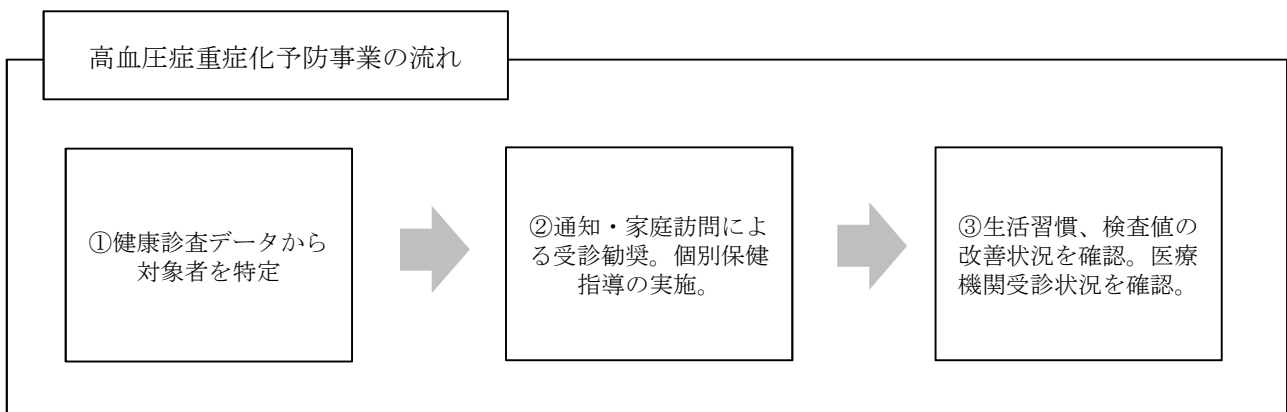 高血圧症重症化予防事業の流れ
①健康診査データから
対象者を特定
②通知・家庭訪問によ
る受診勧奨。個別保健
指導の実施。
③生活習慣、検査値の
改善状況を確認。医療
機関受診状況を確認。